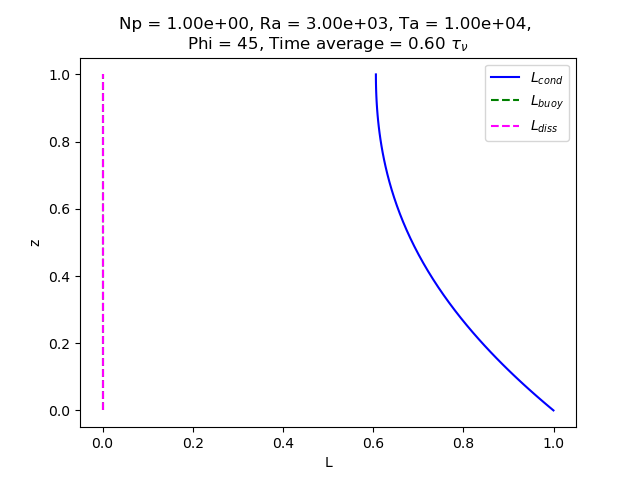 Np = 1.00e+00, Ra = 3.00e+03, Ta = 1.00e+04,
Phi = 45, Time average = 0.60 τν
L_cond
L_buoy
L_diss
1.0
0.8
0.6
0.4
0.2
0.0
z
0.0 0.2 0.4 0.6 0.8 1.0
L